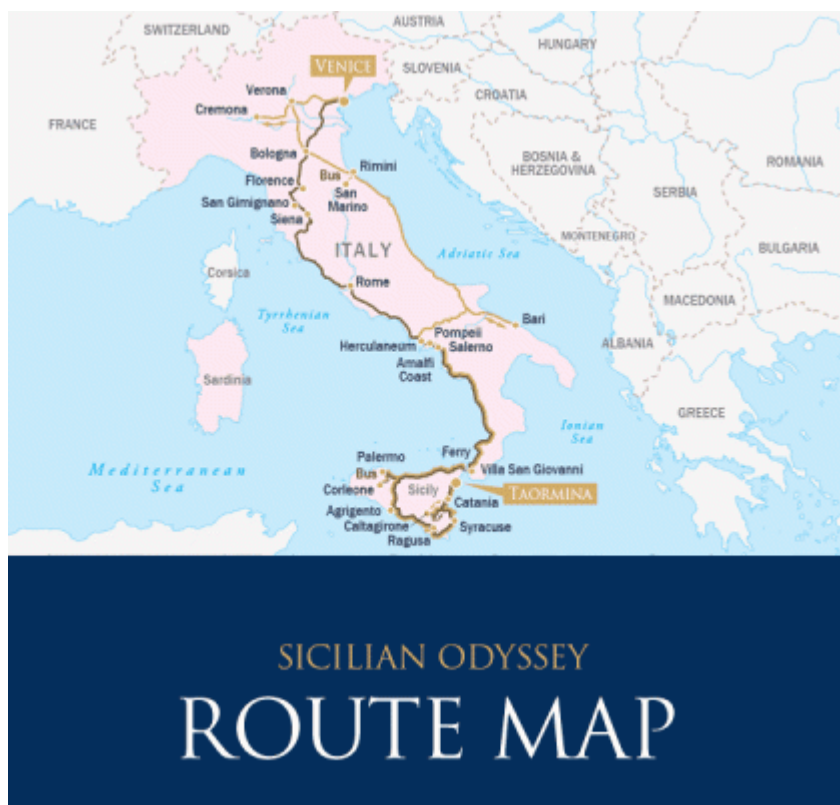 SWITZERLAND
AUSTRIA
HUNGARY
VENICE
SLOVENIA
CROATIA
Verona
Cremona
FRANCE
ROMANIA
Bologna
Rimini
BOSNIA &
HERZEGOVINA
Florence
Bus
San
Marino
SERBIA
San Gimignano
Siena
MONTENEGRO
ITALY
Adriatic Sea
BULGARIA
Corsica
Rome
MACEDONIA
Tyrrhenian
Sea
Bari
Pompeii
Herculaneum
Salerno
ALBANIA
Amalfi
Coast
Sardinia
GREECE
Ionian
Sea
Ferry
Palermo
Villa San Giovanni
Mediterranean
Sea
Bus
Corleone
Sicily
TAORMINA
Catania
Agrigento
Caltagirone
Syracuse
Ragusa
SICILIAN ODYSSEY
ROUTE MAP